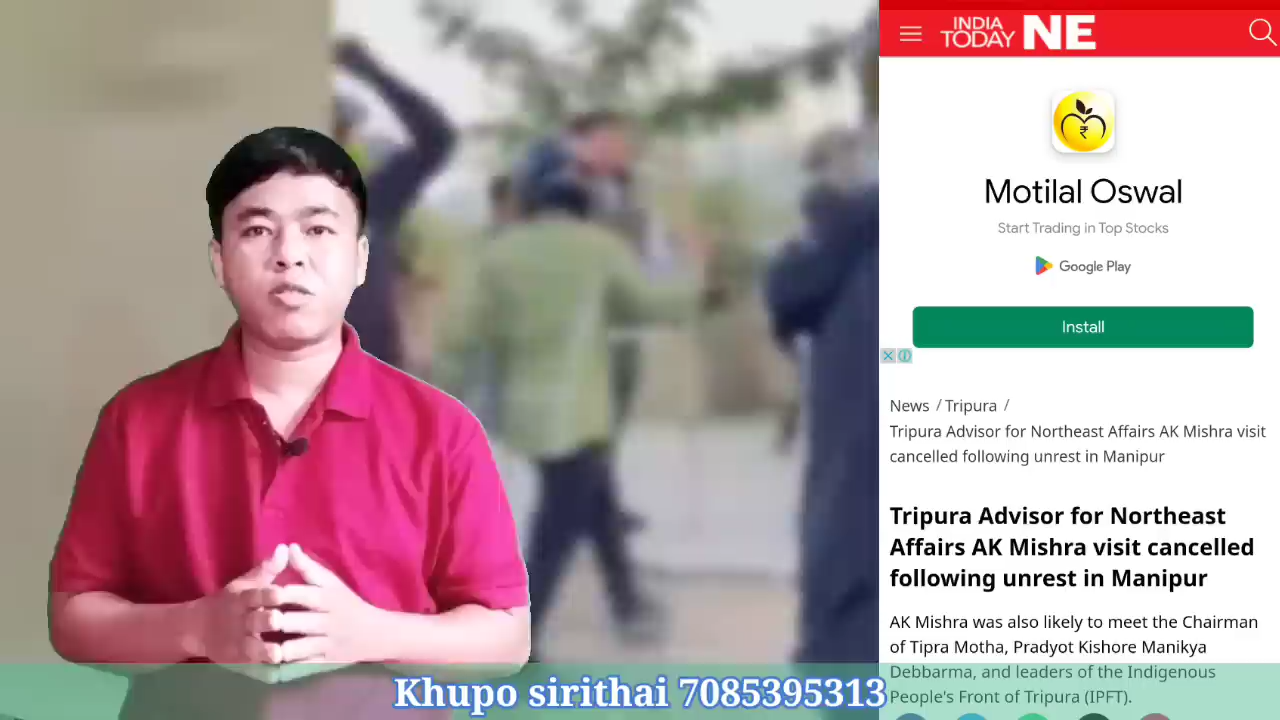 INDIA
TODAY NE
Motilal Oswal
Start Trading in Top Stocks
Google Play
Install
News / Tripura /
Tripura Advisor for Northeast Affairs AK Mishra visit
cancelled following unrest in Manipur
Tripura Advisor for Northeast
Affairs AK Mishra visit cancelled
following unrest in Manipur
AK Mishra was also likely to meet the Chairman
of Tipra Motha, Pradyot Kishore Manikya
Debbarma, and leaders of the Indigenous
People's Front of Tripura (IPFT).
Khupo sirithai 7085395313